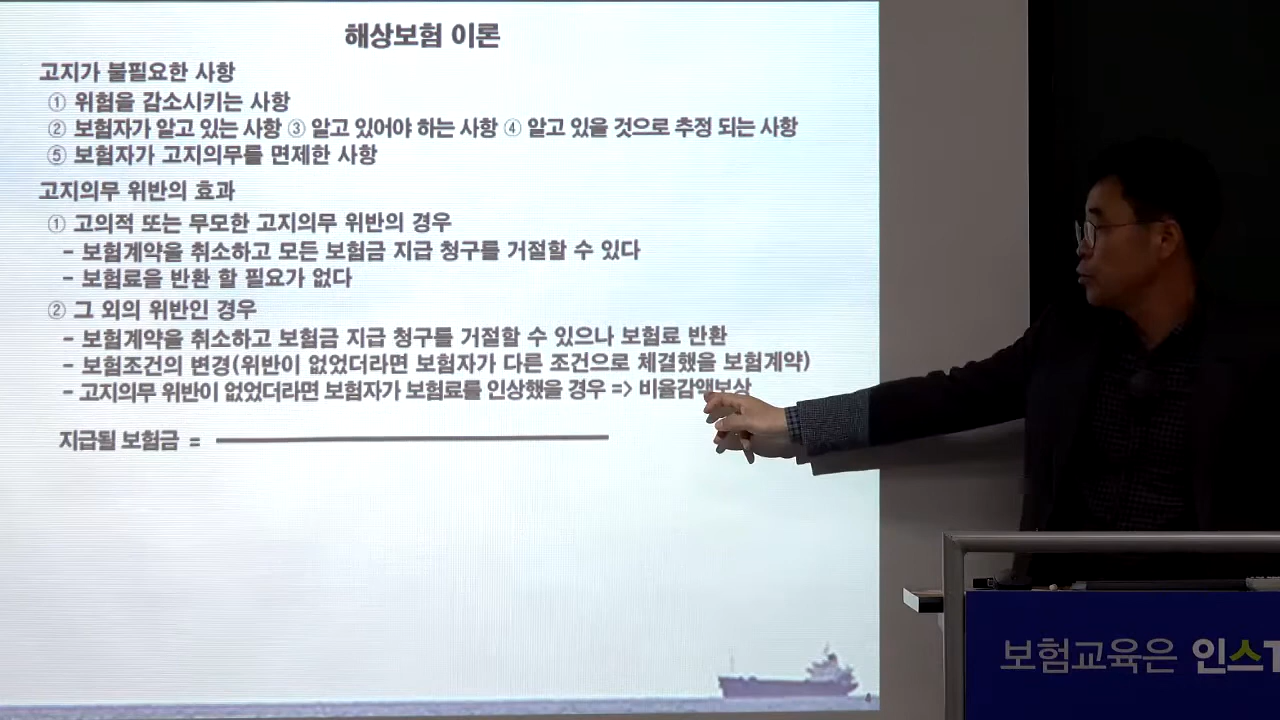 해상보험 이론
고지가 불필요한 사항
① 위험을 감소시키는 사항
② 보험자가 알고 있는 사항 ③ 알고 있어야 하는 사항 ④ 알고 있을 것으로 추정 되는 사항
⑤ 보험자가 고지의무를 면제한 사항
고지의무 위반의 효과
① 고의적 또는 무모한 고지의무 위반의 경우
- 보험계약을 취소하고 모든 보험금 지급 청구를 거절할 수 있다
- 보험료을 반환 할 필요가 없다
② 그 외의 위반인 경우
- 보험계약을 취소하고 보험금 지급 청구를 거절할 수 있으나 보험료 반환
- 보험조건의 변경(위반이 없었더라면 보험자가 다른 조건으로 체결했을 보험계약)
- 고지의무 위반이 없었더라면 보험자가 보험료를 인상했을 경우 => 비율감액보상
지급될 보험금 =
4
보험교육은 인스